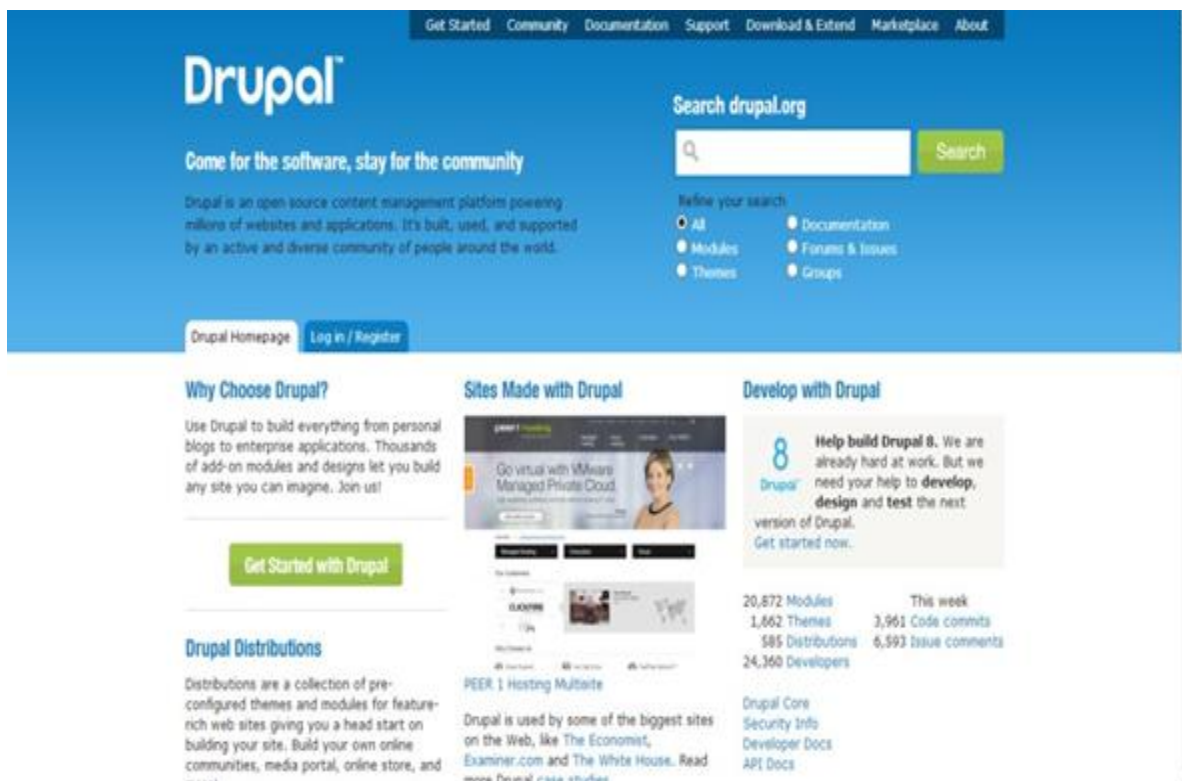 Get Started Community Documentation Support Download & Extend Marketplace About
Drupal™
Come for the software, stay for the community
Drupal is an open source content management platform powering
millions of websites and applications. It's built, used, and supported
by an active and diverse community of people around the world.
Search drupal.org
Search
Refine your search
All
Modules
Themes
Documentation
Forums & Issues
Groups
Drupal Homepage
Log in / Register
Why Choose Drupal?
Use Drupal to build everything from personal
blogs to enterprise applications. Thousands
of add-on modules and designs let you build
any site you can imagine. Join us!
Get Started with Drupal
Drupal Distributions
Distributions are a collection of pre-
configured themes and modules for feature-
rich web sites giving you a head start on
building your site. Build your own online
communities, media portal, online store, and
Sites Made with Drupal
Go virtual with VMware
Managed Private Cloud.
PEER 1 Hosting Multisite
Drupal is used by some of the biggest sites
on the Web, like The Economist,
Examiner.com and The White House. Read
more Drupal case studies
Develop with Drupal
8
Drupal™
Help build Drupal 8. We are
already hard at work. But we
need your help to develop,
design and test the next
version of Drupal.
Get started now.
20,872 Modules
1,662 Themes
585 Distributions
24,360 Developers
This week
3,961 Code commits
6,593 Issue comments
Drupal Core
Security Info
Developer Docs
API Docs